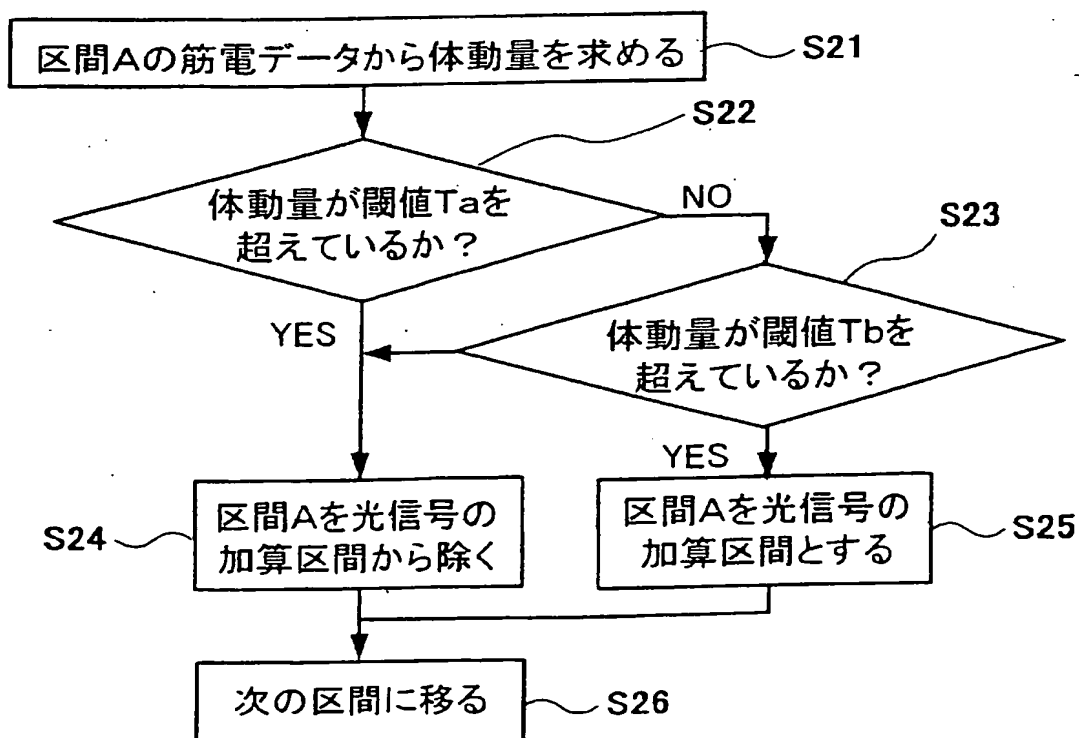 区間Aの筋電データから体動量を求める
S21
S22
体動量が閾値Taを
超えているか？
NO
S23
YES
体動量が閾値Tbを
超えているか？
YES
S24
区間Aを光信号の
加算区間から除く
区間Aを光信号の
加算区間とする
S25
次の区間に移る
S26